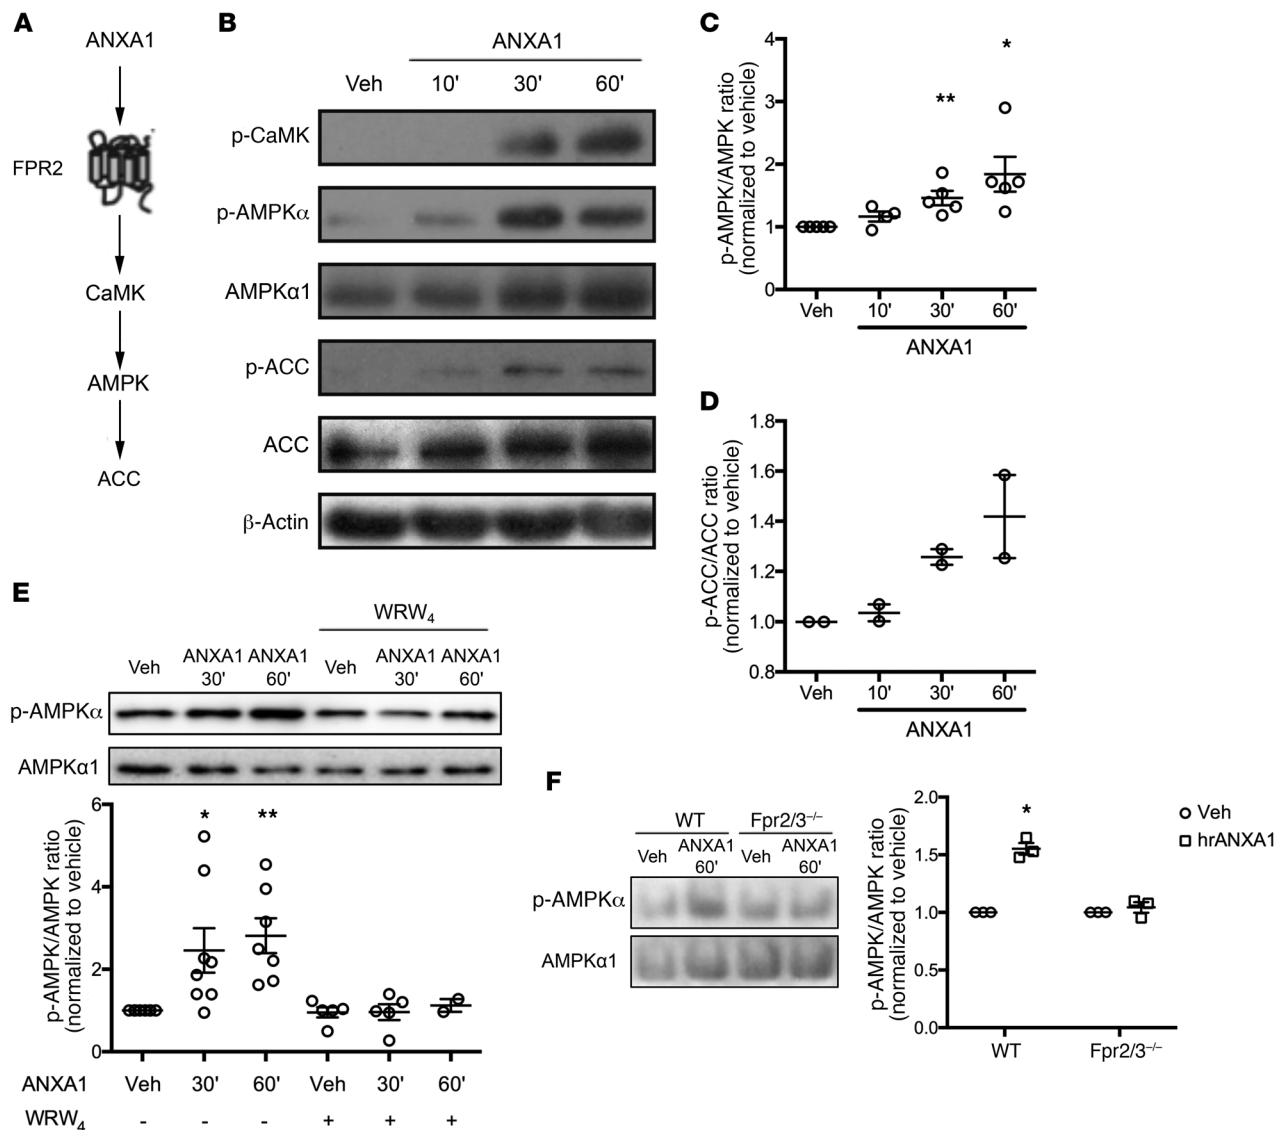 A
ANXA1
FPR2
CaMK
AMPK
ACC
B
ANXA1
Veh 10' 30' 60'
p-CaMK
p-AMPKα
AMPKα1
p-ACC
ACC
β-Actin
C
p-AMPK/AMPK ratio
(normalized to vehicle)
4
3
2
1
0
**
*
Veh 10' 30' 60'
ANXA1
D
p-ACC/ACC ratio
(normalized to vehicle)
1.8
1.6
1.4
1.2
1.0
0.8
Veh 10' 30' 60'
ANXA1
E
WRW4
Veh ANXA1 30' ANXA1 60' Veh ANXA1 30' ANXA1 60'
p-AMPKα
AMPKα1
p-AMPK/AMPK ratio
(normalized to vehicle)
6
4
2
0
* **
ANXA1 Veh 30' 60' Veh 30' 60'
WRW4 - - - + + +
F
WT Fpr2/3–/–
Veh ANXA1 60' Veh ANXA1 60'
p-AMPKα
AMPKα1
p-AMPK/AMPK ratio
(normalized to vehicle)
2.0
1.5
1.0
0.5
0.0
*
WT Fpr2/3–/–
Veh
hrANXA1